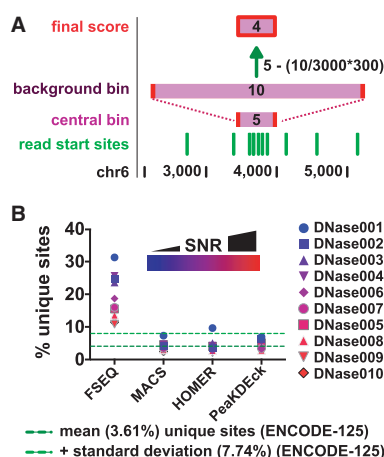 A
final score
4
5 - (10/3000*300)
background bin
10
central bin
5
read start sites
chr6
3,000
4,000
5,000
B
% unique sites
40
30
20
10
0
SNR
FSEQ
MACS
HOMER
PeaKDEck
DNase001
DNase002
DNase003
DNase004
DNase006
DNase007
DNase005
DNase008
DNase009
DNase010
mean (3.61%) unique sites (ENCODE-125)
+ standard deviation (7.74%) (ENCODE-125)